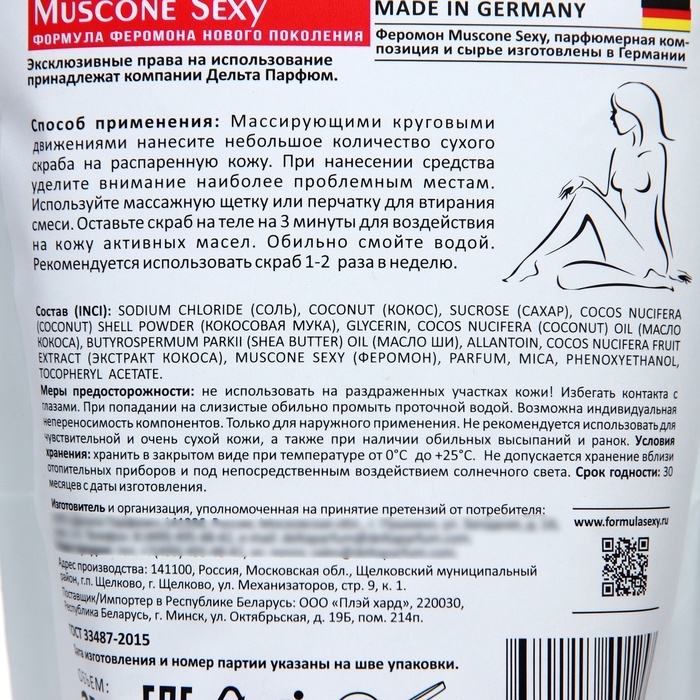 MUSCONE SEXY
ФОРМУЛА ФЕРОМОНА НОВОГО ПОКОЛЕНИЯ
Эксклюзивные права на использование
принадлежат компании Дельта Парфюм.
MADE IN GERMANY
Феромон Muscone Sexy, парфюмерная ком-
позиция и сырье изготовлены в Германии
Способ применения: Массирующими круговыми
движениями нанесите небольшое количество сухого
скраба на распаренную кожу. При нанесении средства
уделите внимание наиболее проблемным местам.
Используйте массажную щетку или перчатку для втирания
смеси. Оставьте скраб на теле на 3 минуты для воздействия
на кожу активных масел. Обильно смойте водой.
Рекомендуется использовать скраб 1-2 раза в неделю.
Состав (INCI): SODIUM CHLORIDE (СОЛЬ), COCONUT (КОКОС), SUCROSE (САХАР), COCOS NUCIFERA
(COCONUT) SHELL POWDER (КОКОСОВАЯ МУКА), GLYCERIN, COCOS NUCIFERA (COCONUT) OIL (МАСЛО
КОКОСА), BUTYROSPERMUM PARKII (SHEA BUTTER) OIL (МАСЛО ШИ), ALLANTOIN, COCOS NUCIFERA FRUIT
EXTRACT (ЭКСТРАКТ КОКОСА), MUSCONE SEXY (ФЕРОМОН), PARFUM, MICA, PHENOXYETHANOL,
TOCOPHERYL ACETATE.
Меры предосторожности: не использовать на раздраженных участках кожи! Избегать контакта с
глазами. При попадании на слизистые обильно промыть проточной водой. Возможна индивидуальная
непереносимость компонентов. Только для наружного применения. Не рекомендуется использовать для
чувствительной и очень сухой кожи, а также при наличии обильных высыпаний и ранок. Условия
хранения: хранить в закрытом виде при температуре от 0°С до +25°С. Не допускается хранение вблизи
отопительных приборов и под непосредственным воздействием солнечного света. Срок годности: 30
месяцев с даты изготовления.
Изготовитель и организация, уполномоченная на принятие претензий от потребителя:
www.formulasexy.ru
Адрес производства: 141100, Россия, Московская обл., Щелковский муниципальный
район, г.п. Щелково, г. Щелково, ул. Механизаторов, стр. 9, к. 1.
Поставщик/Импортер в Республике Беларусь: ООО «Плэй хард», 220030,
Республика Беларусь, г. Минск, ул. Октябрьская, д. 19Б, пом. 214п.
ГОСТ 33487-2015
Дата изготовления и номер партии указаны на шве упаковки.
ОБЪЕМ: